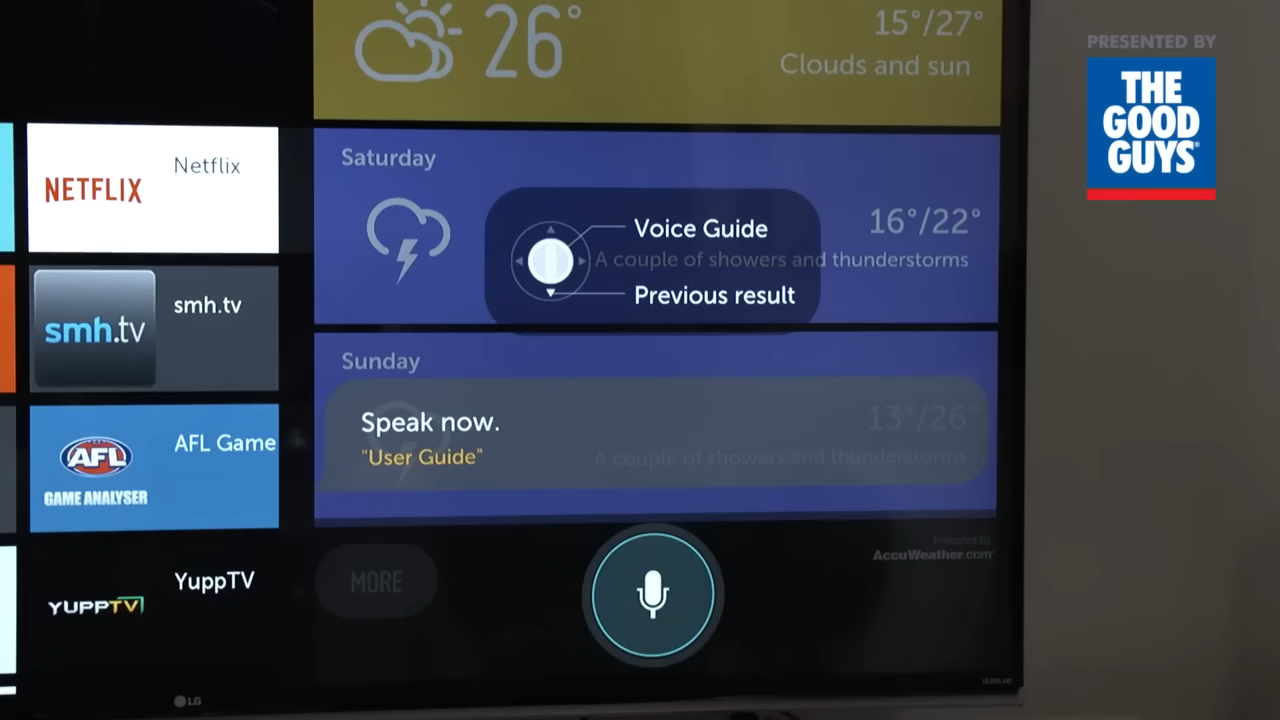 26°
15°/27°
Clouds and sun
PRESENTED BY
THE
GOOD
GUYS
NETFLIX
Netflix
Saturday
16°/22°
Voice Guide
A couple of showers and thunderstorms
Previous result
smh.tv
smh.tv
Sunday
13°/26°
Speak now.
"User Guide"
A couple of showers and thunderstorms
AFL
GAME ANALYSER
AFL Game
MORE
Powered by
AccuWeather.com
YUPPTV
YuppTV
LG